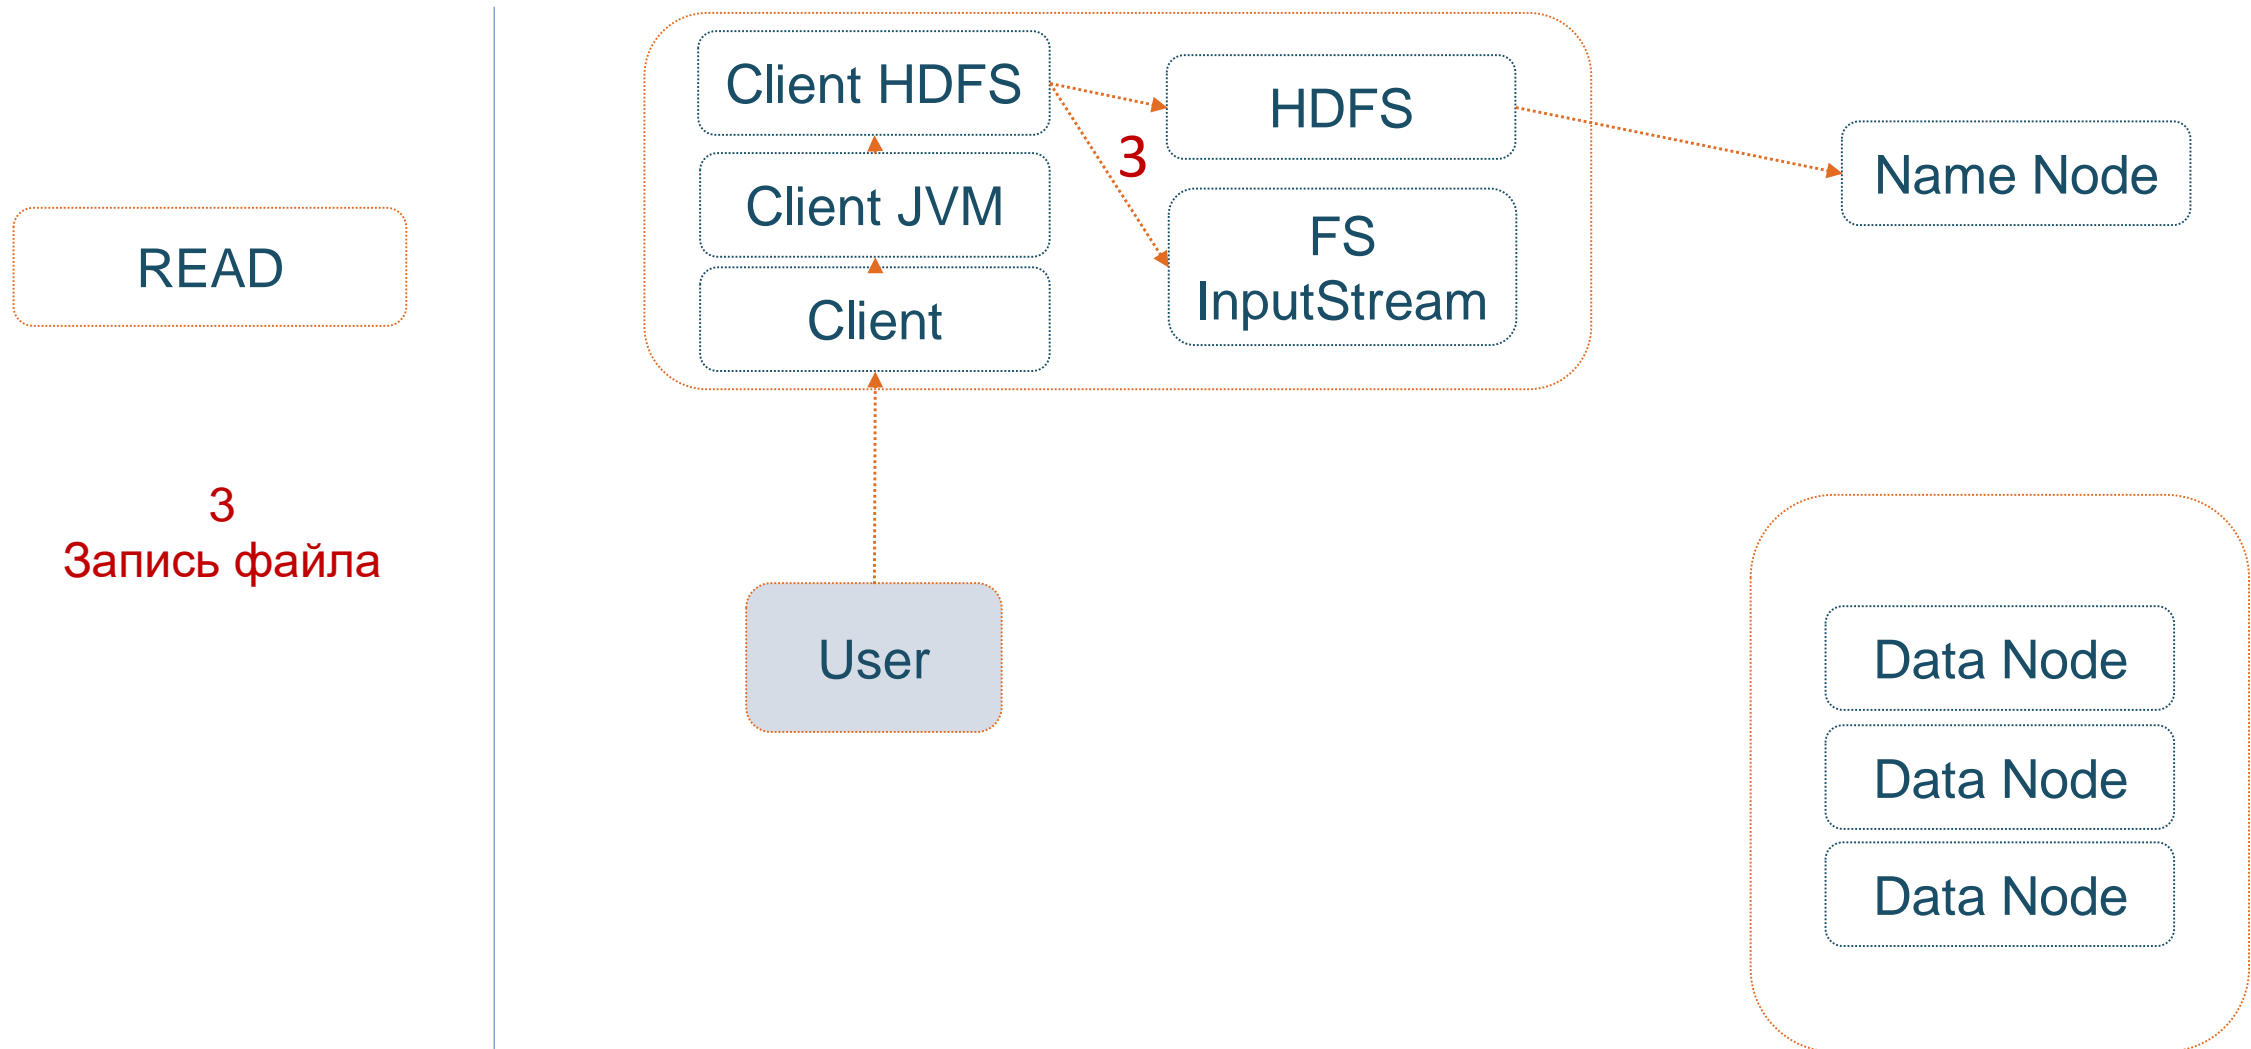 READ
3
Запись файла
Client HDFS
Client JVM
Client
3
HDFS
FS
InputStream
Name Node
User
Data Node
Data Node
Data Node